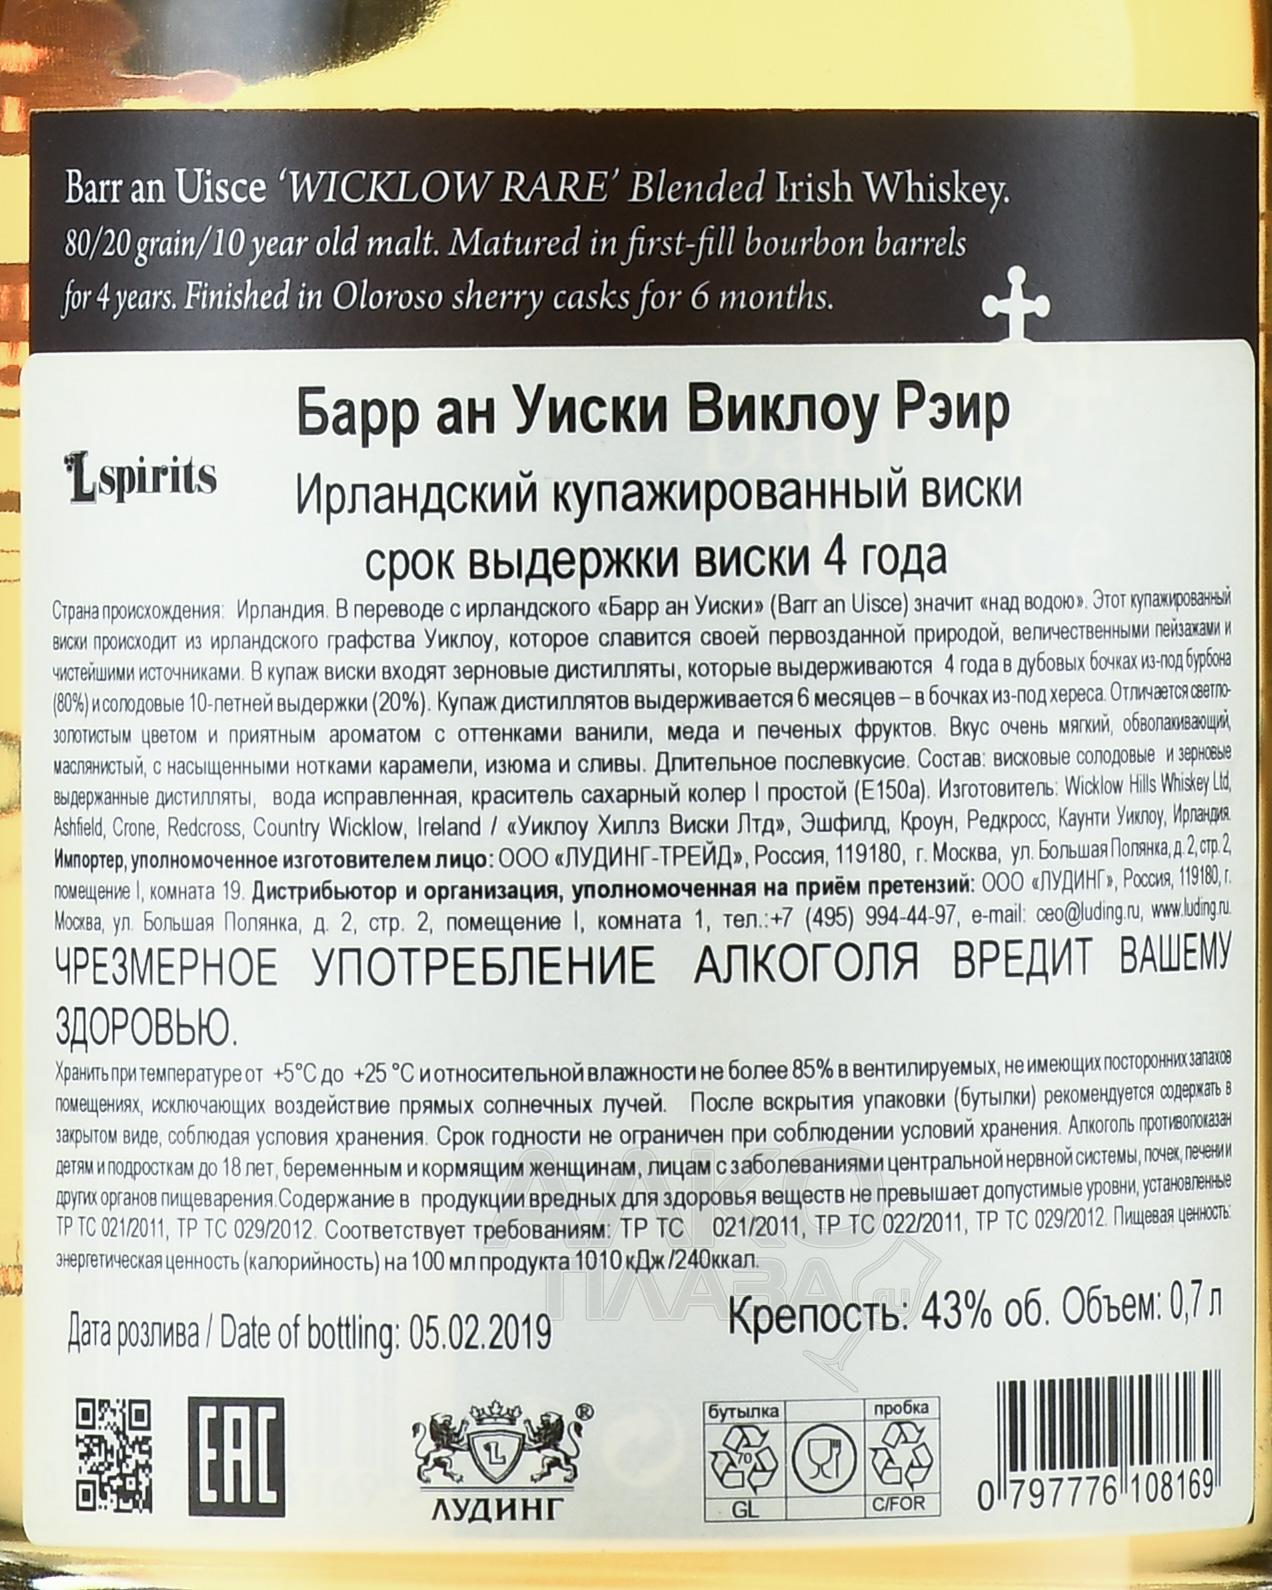 Barr an Uisce ‘WICKLOW RARE’ Blended Irish Whiskey.
80/20 grain/10 year old malt. Matured in first-fill bourbon barrels
for 4 years. Finished in Oloroso sherry casks for 6 months.
Барр ан Уиски Виклоу Рэир
Lspirits
Ирландский купажированный виски
срок выдержки виски 4 года
Страна происхождения: Ирландия. В переводе с ирландского «Барр ан Уиски» (Barr an Uisce) значит «над водою». Этот купажированный
виски происходит из ирландского графства Уиклоу, которое славится своей первозданной природой, величественными пейзажами и
чистейшими источниками. В купаж виски входят зерновые дистилляты, которые выдерживаются 4 года в дубовых бочках из-под бурбона
(80%) и солодовые 10-летней выдержки (20%). Купаж дистиллятов выдерживается 6 месяцев – в бочках из-под хереса. Отличается светло-
золотистым цветом и приятным ароматом с оттенками ванили, меда и печеных фруктов. Вкус очень мягкий, обволакивающий,
маслянистый, с насыщенными нотками карамели, изюма и сливы. Длительное послевкусие. Состав: висковые солодовые и зерновые
выдержанные дистилляты, вода исправленная, краситель сахарный колер I простой (Е150а). Изготовитель: Wicklow Hills Whiskey Ltd,
Ashfield, Crone, Redcross, Country Wicklow, Ireland / «Уиклоу Хиллз Виски Лтд», Эшфилд, Кроун, Редкросс, Каунти Уиклоу, Ирландия.
Импортер, уполномоченное изготовителем лицо: ООО «ЛУДИНГ-ТРЕЙД», Россия, 119180, г. Москва, ул. Большая Полянка, д. 2, стр. 2,
помещение I, комната 19. Дистрибьютор и организация, уполномоченная на приём претензий: ООО «ЛУДИНГ», Россия, 119180, г.
Москва, ул. Большая Полянка, д. 2, стр. 2, помещение I, комната 1, тел.:+7 (495) 994-44-97, e-mail: ceo@luding.ru, www.luding.ru.
ЧРЕЗМЕРНОЕ УПОТРЕБЛЕНИЕ АЛКОГОЛЯ ВРЕДИТ ВАШЕМУ
ЗДОРОВЬЮ.
Хранить при температуре от +5°C до +25 °C и относительной влажности не более 85% в вентилируемых, не имеющих посторонних запахов
помещениях, исключающих воздействие прямых солнечных лучей. После вскрытия упаковки (бутылки) рекомендуется содержать в
закрытом виде, соблюдая условия хранения. Срок годности не ограничен при соблюдении условий хранения. Алкоголь противопоказан
детям и подросткам до 18 лет, беременным и кормящим женщинам, лицам с заболеваниями центральной нервной системы, почек, печени и
других органов пищеварения.Содержание в продукции вредных для здоровья веществ не превышает допустимые уровни, установленные
ТР ТС 021/2011, ТР ТС 029/2012. Соответствует требованиям: ТР ТС 021/2011, ТР ТС 022/2011, ТР ТС 029/2012. Пищевая ценность:
энергетическая ценность (калорийность) на 100 мл продукта 1010 кДж /240ккал.
АЛКО
ПЛАЗА.ru
Крепость: 43% об. Объем: 0,7 л
Дата розлива / Date of bottling: 05.02.2019
EAC
L
®
ЛУДИНГ
бутылка пробка
70
GL C/FOR
0 797776 108169